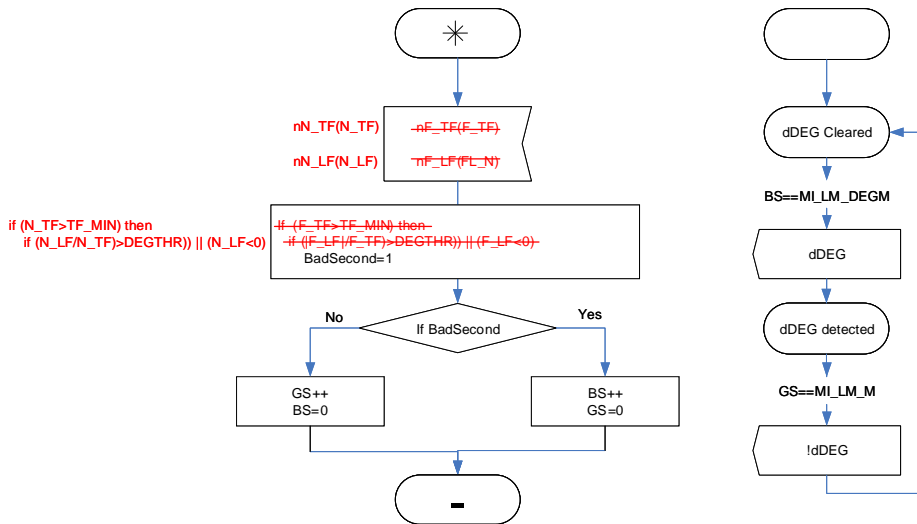 ✳
nN_TF(N_TF)
nF_TF(F_TF)
nN_LF(N_LF)
nF_LF(FL_N)
if (N_TF>TF_MIN) then
if (N_LF/N_TF)>DEGTHR)) || (N_LF<0)
If (F_TF>TF_MIN) then
if (|F_LF|/F_TF)>DEGTHR)) || (F_LF<0)
BadSecond=1
No
If BadSecond
Yes
GS++
BS=0
BS++
GS=0
-
dDEG Cleared
BS==MI_LM_DEGM
dDEG
dDEG detected
GS==MI_LM_M
!dDEG